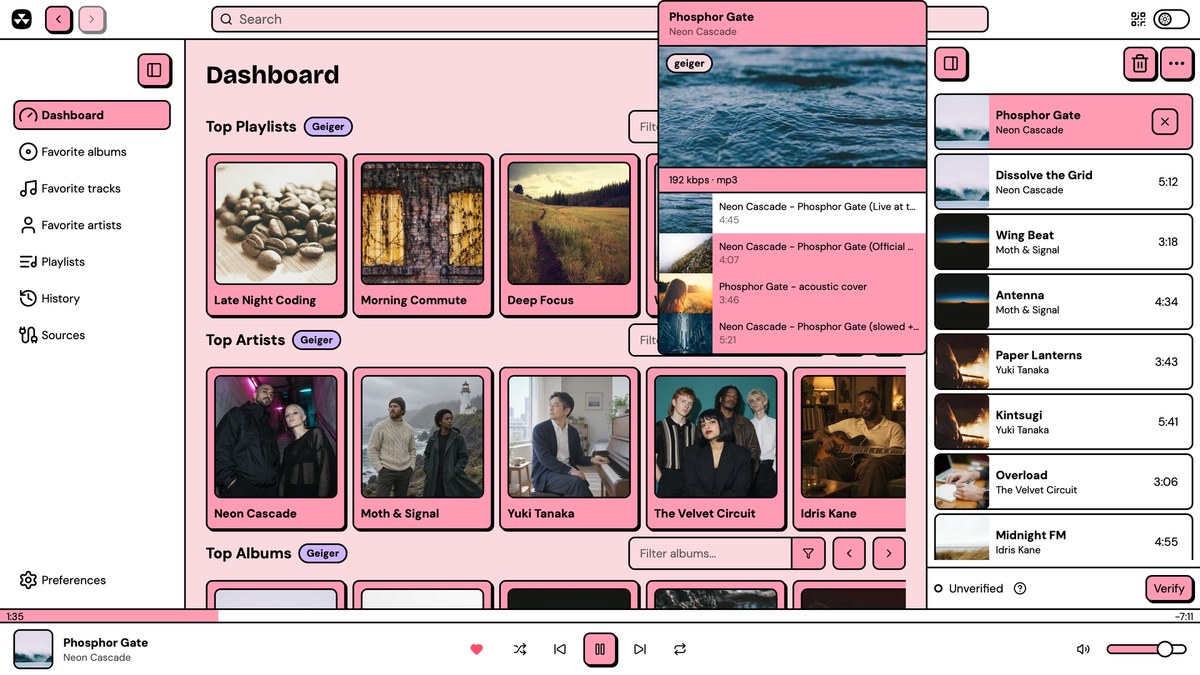 Search
Dashboard
Favorite albums
Favorite tracks
Favorite artists
Playlists
History
Sources
Preferences
Dashboard
Top Playlists
Geiger
Late Night Coding
Morning Commute
Deep Focus
Top Artists
Geiger
Neon Cascade
Moth & Signal
Yuki Tanaka
The Velvet Circuit
Idris Kane
Top Albums
Geiger
Filter albums...
Phosphor Gate
Neon Cascade
geiger
192 kbps · mp3
Neon Cascade - Phosphor Gate (Live at t...
4:45
Neon Cascade - Phosphor Gate (Official ...
4:07
Phosphor Gate - acoustic cover
3:46
Neon Cascade - Phosphor Gate (slowed +...
5:21
Phosphor Gate
Neon Cascade
Dissolve the Grid
Neon Cascade
5:12
Wing Beat
Moth & Signal
3:18
Antenna
Moth & Signal
4:34
Paper Lanterns
Yuki Tanaka
3:43
Kintsugi
Yuki Tanaka
5:41
Overload
The Velvet Circuit
3:06
Midnight FM
Idris Kane
4:55
Unverified
Verify
1:35
-7:11
Phosphor Gate
Neon Cascade